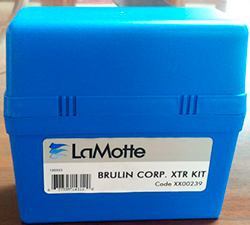 LaMotte
BRULIN CORP. XTR KIT
Code XX00239